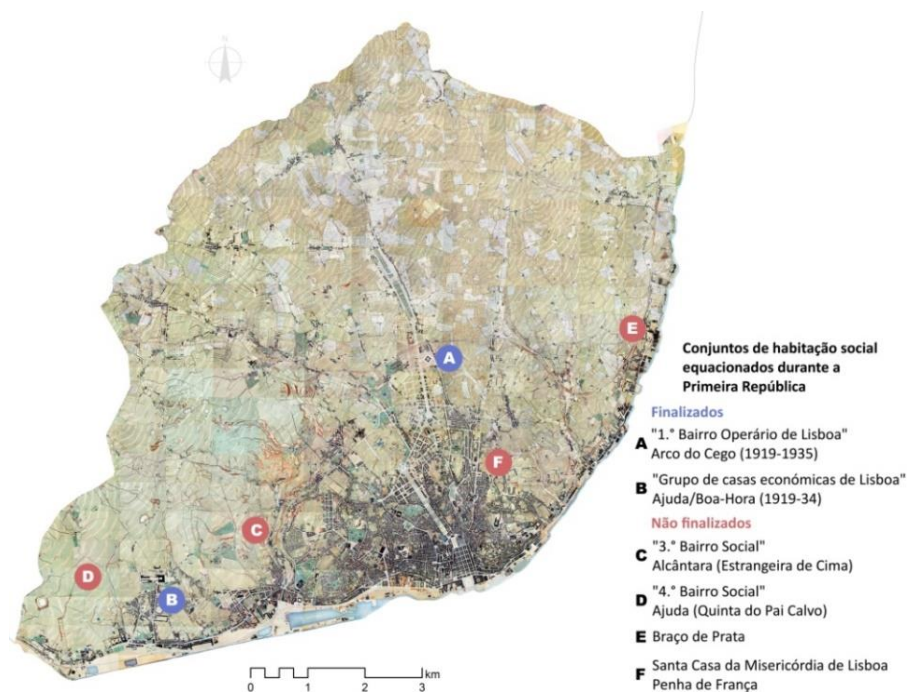 N
A
E
F
C
D
B
Conjuntos de habitação social
equacionados durante a
Primeira República
Finalizados
A "1.° Bairro Operário de Lisboa"
Arco do Cego (1919-1935)
B "Grupo de casas económicas de Lisboa"
Ajuda/Boa-Hora (1919-34)
Não finalizados
C "3.° Bairro Social"
Alcântara (Estrangeira de Cima)
D "4.° Bairro Social"
Ajuda (Quinta do Pai Calvo)
E Braço de Prata
F Santa Casa da Misericórdia de Lisboa
Penha de França
km
0 1 2 3